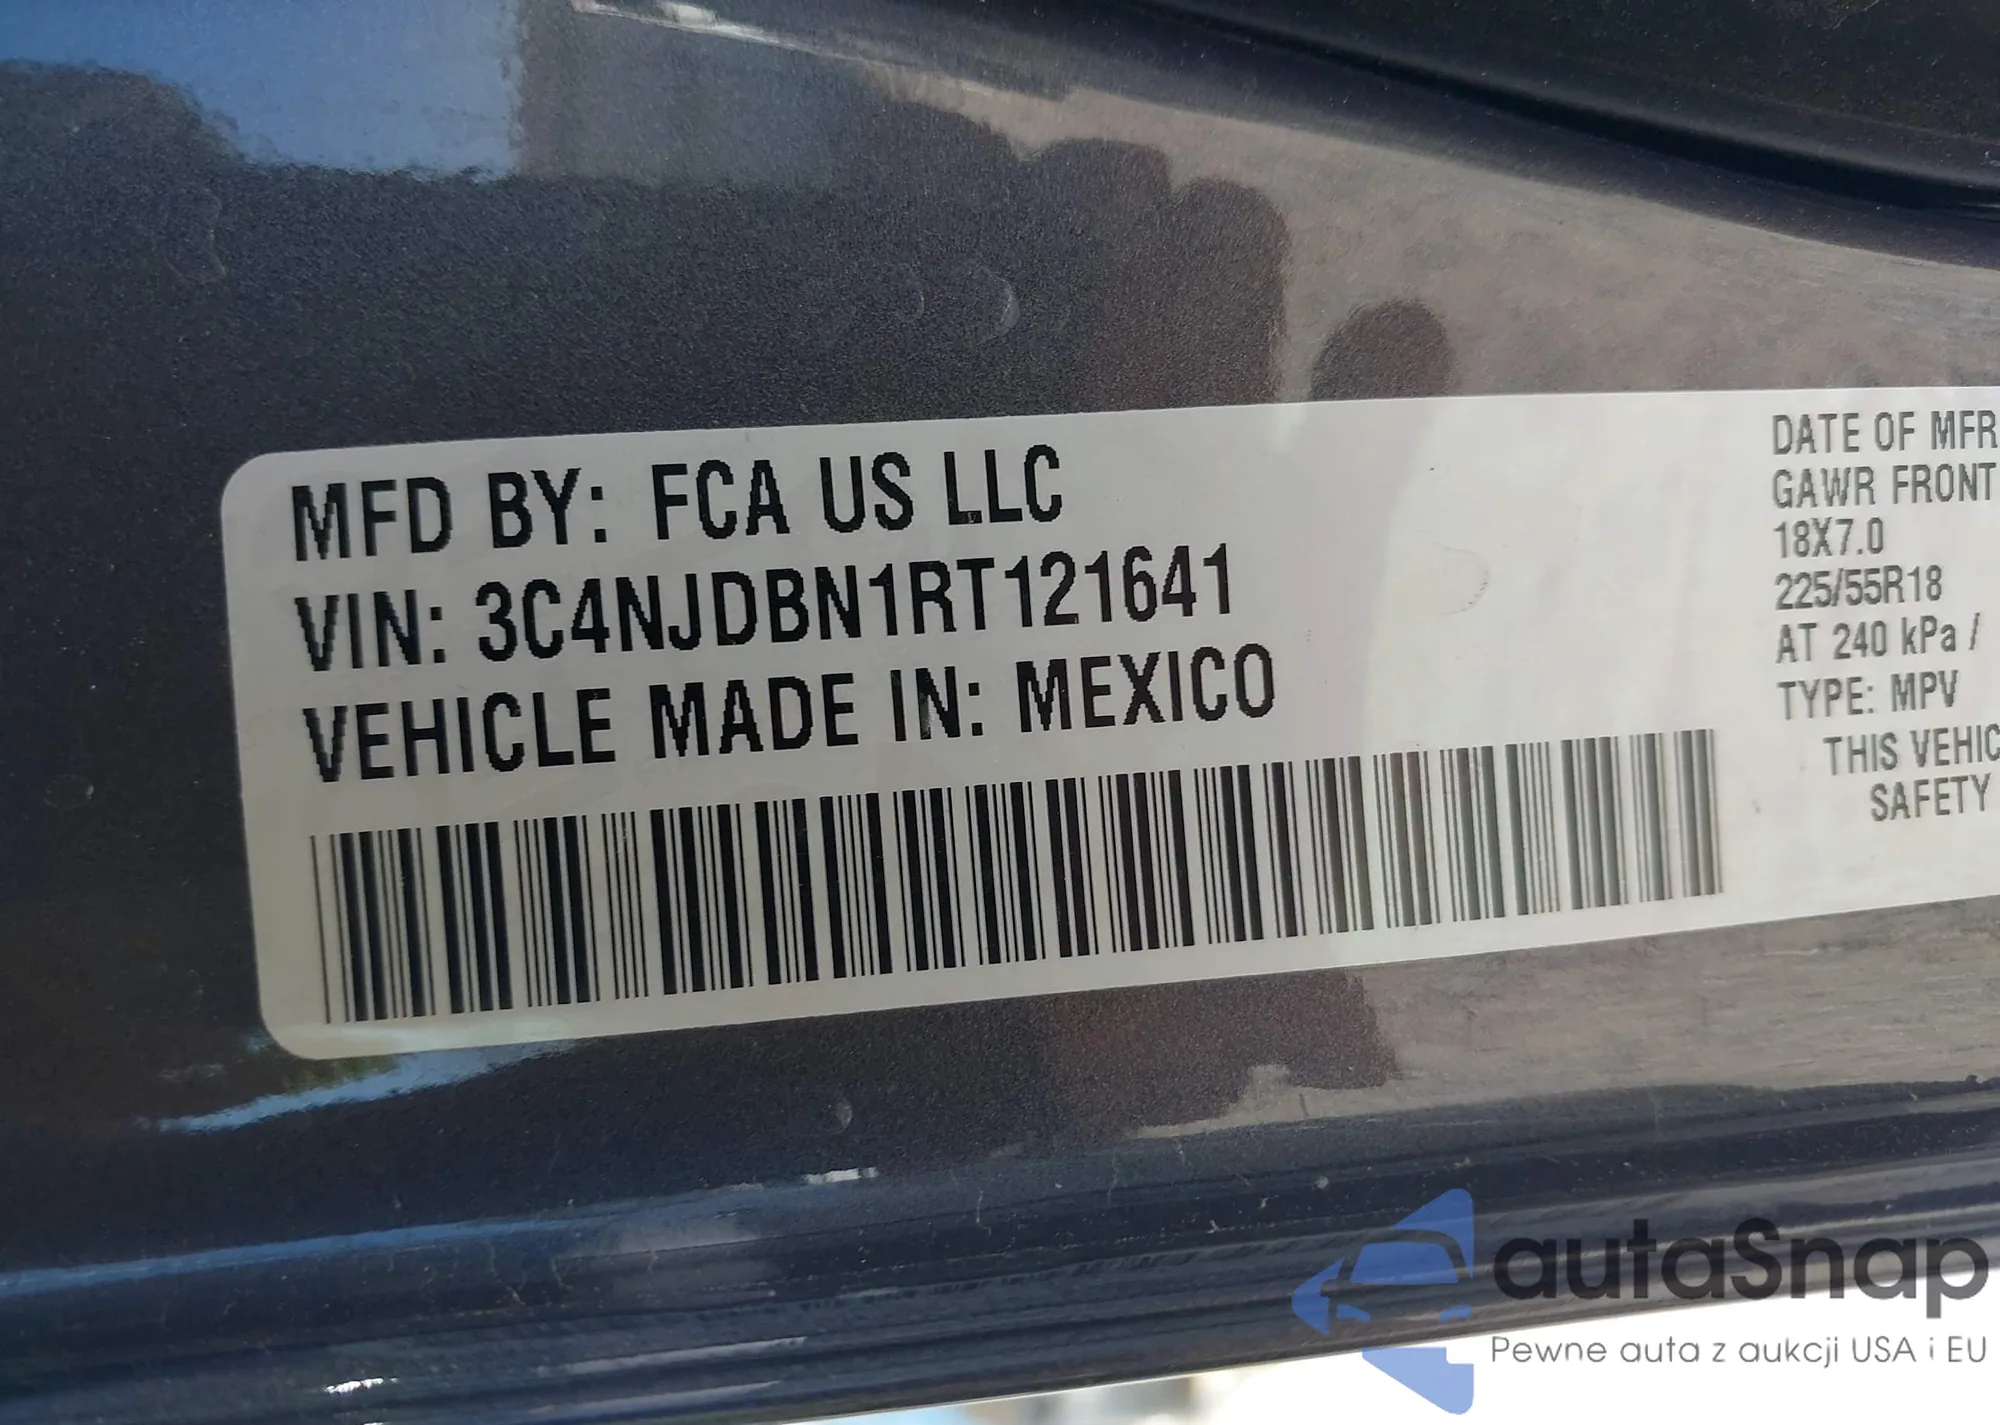 MFD BY: FCA US LLC
VIN: 3C4NJDBN1RT121641
VEHICLE MADE IN: MEXICO
DATE OF MFR
GAWR FRONT
18X7.0
225/55R18
AT 240 kPa /
TYPE: MPV
THIS VEHIC
SAFETY
autaSnap
Pewne auta z aukcji USA i EU